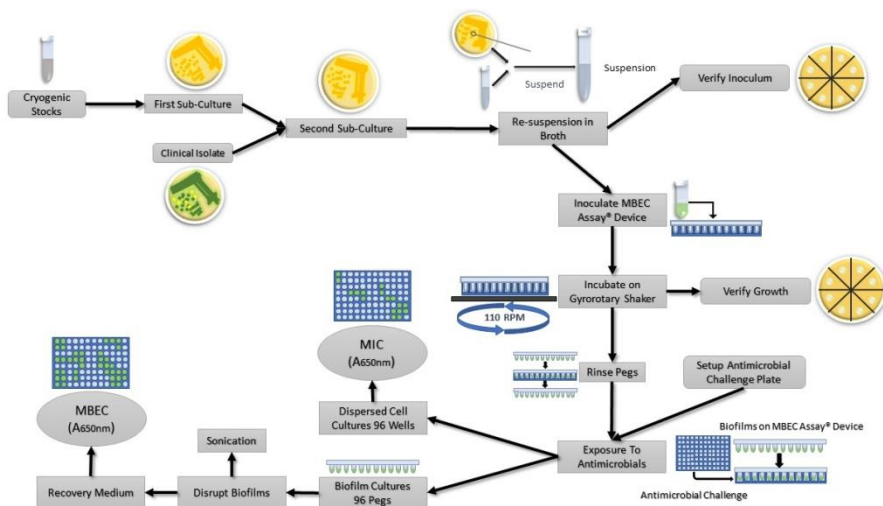 Cryogenic
Stocks
First Sub-Culture
Clinical Isolate
Second Sub-Culture
Suspend
Suspension
Re-suspension in
Broth
Verify Inoculum
Inoculate MBEC
Assay® Device
Incubate on
Gyrorotary Shaker
110 RPM
Verify Growth
Rinse Pegs
Setup Antimicrobial
Challenge Plate
Exposure To
Antimicrobials
Biofilms on MBEC Assay® Device
Antimicrobial Challenge
MIC
(A650nm)
Dispersed Cell
Cultures 96 Wells
Biofilm Cultures
96 Pegs
Sonication
Disrupt Biofilms
Recovery Medium
MBEC
(A650nm)